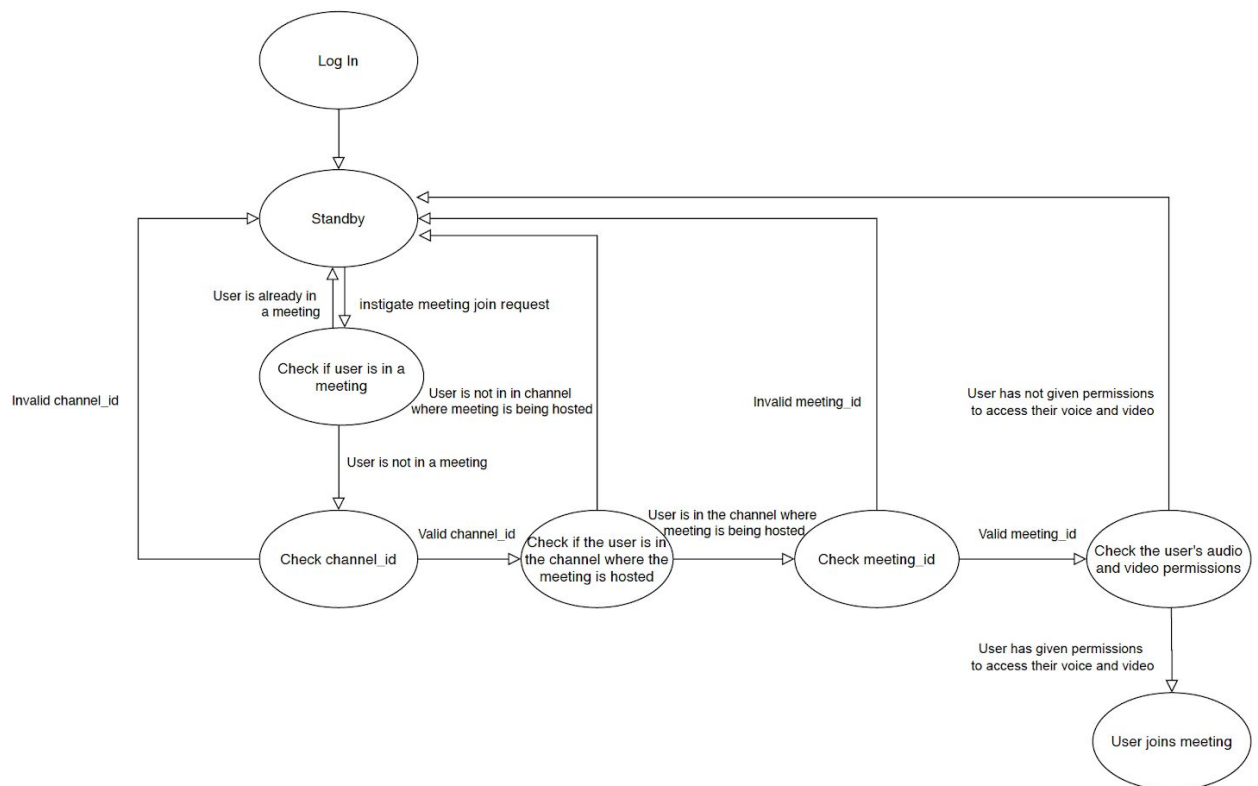 Log In
Standby
User is already in
a meeting
instigate meeting join request
Check if user is in a
meeting
Invalid channel_id
User is not in in channel
where meeting is being hosted
Invalid meeting_id
User has not given permissions
to access their voice and video
User is not in a meeting
Check channel_id
Valid channel_id
Check if the user is in
the channel where the
meeting is hosted
User is in the channel where
meeting is being hosted
Check meeting_id
Valid meeting_id
Check the user's audio
and video permissions
User has given permissions
to access their voice and video
User joins meeting